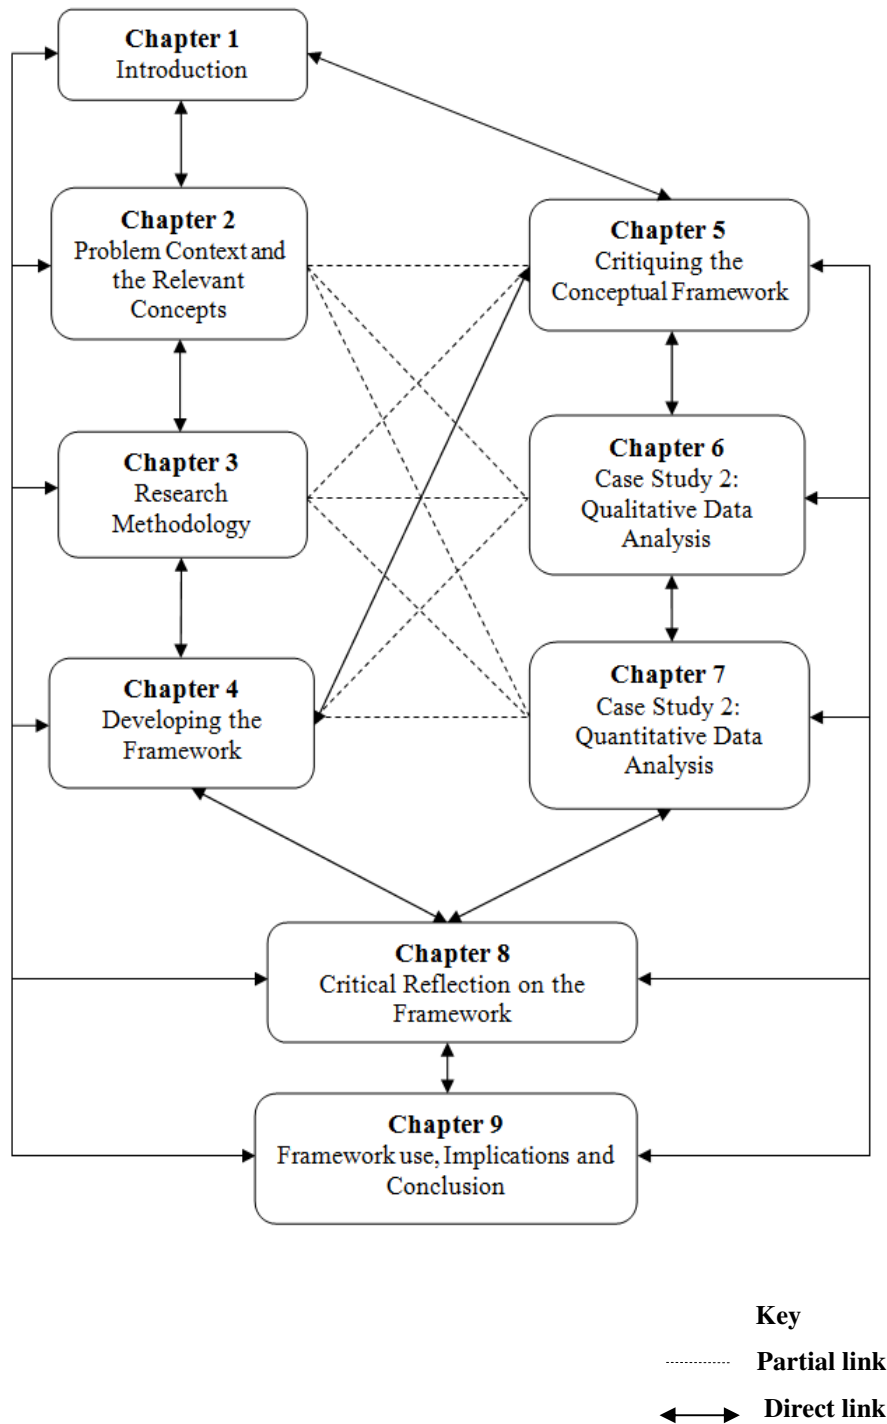 Chapter 1
Introduction
Chapter 2
Problem Context and
the Relevant
Concepts
Chapter 3
Research
Methodology
Chapter 4
Developing the
Framework
Chapter 5
Critiquing the
Conceptual Framework
Chapter 6
Case Study 2:
Qualitative Data
Analysis
Chapter 7
Case Study 2:
Quantitative Data
Analysis
Chapter 8
Critical Reflection on the
Framework
Chapter 9
Framework use, Implications and
Conclusion
Key
Partial link
Direct link